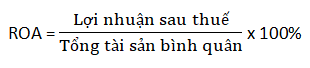 Lợi nhuận sau thuế
ROA = x 100%
Tổng tài sản bình quân